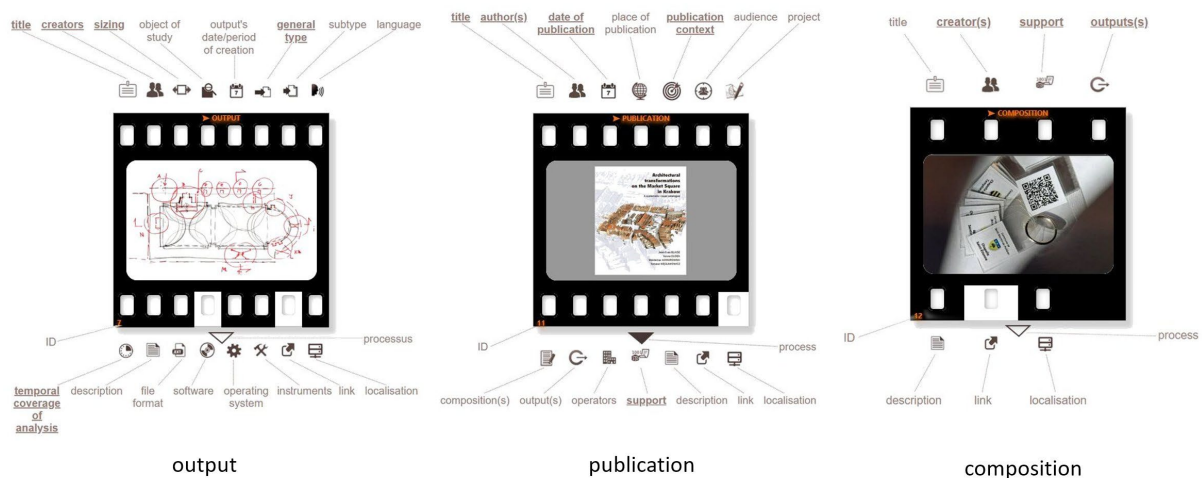 title creators sizing object of study output's date/period of creation general type subtype language
➤ OUTPUT
7
ID
processus
temporal coverage of analysis description file format software operating system instruments link localisation
output
title author(s) date of publication place of publication publication context audience project
➤ PUBLICATION
Architectural
transformations
on the Market Square
in Krakow
11
ID
process
composition(s) output(s) operators support description link localisation
publication
title creator(s) support outputs(s)
➤ COMPOSITION
12
ID
process
description link localisation
composition